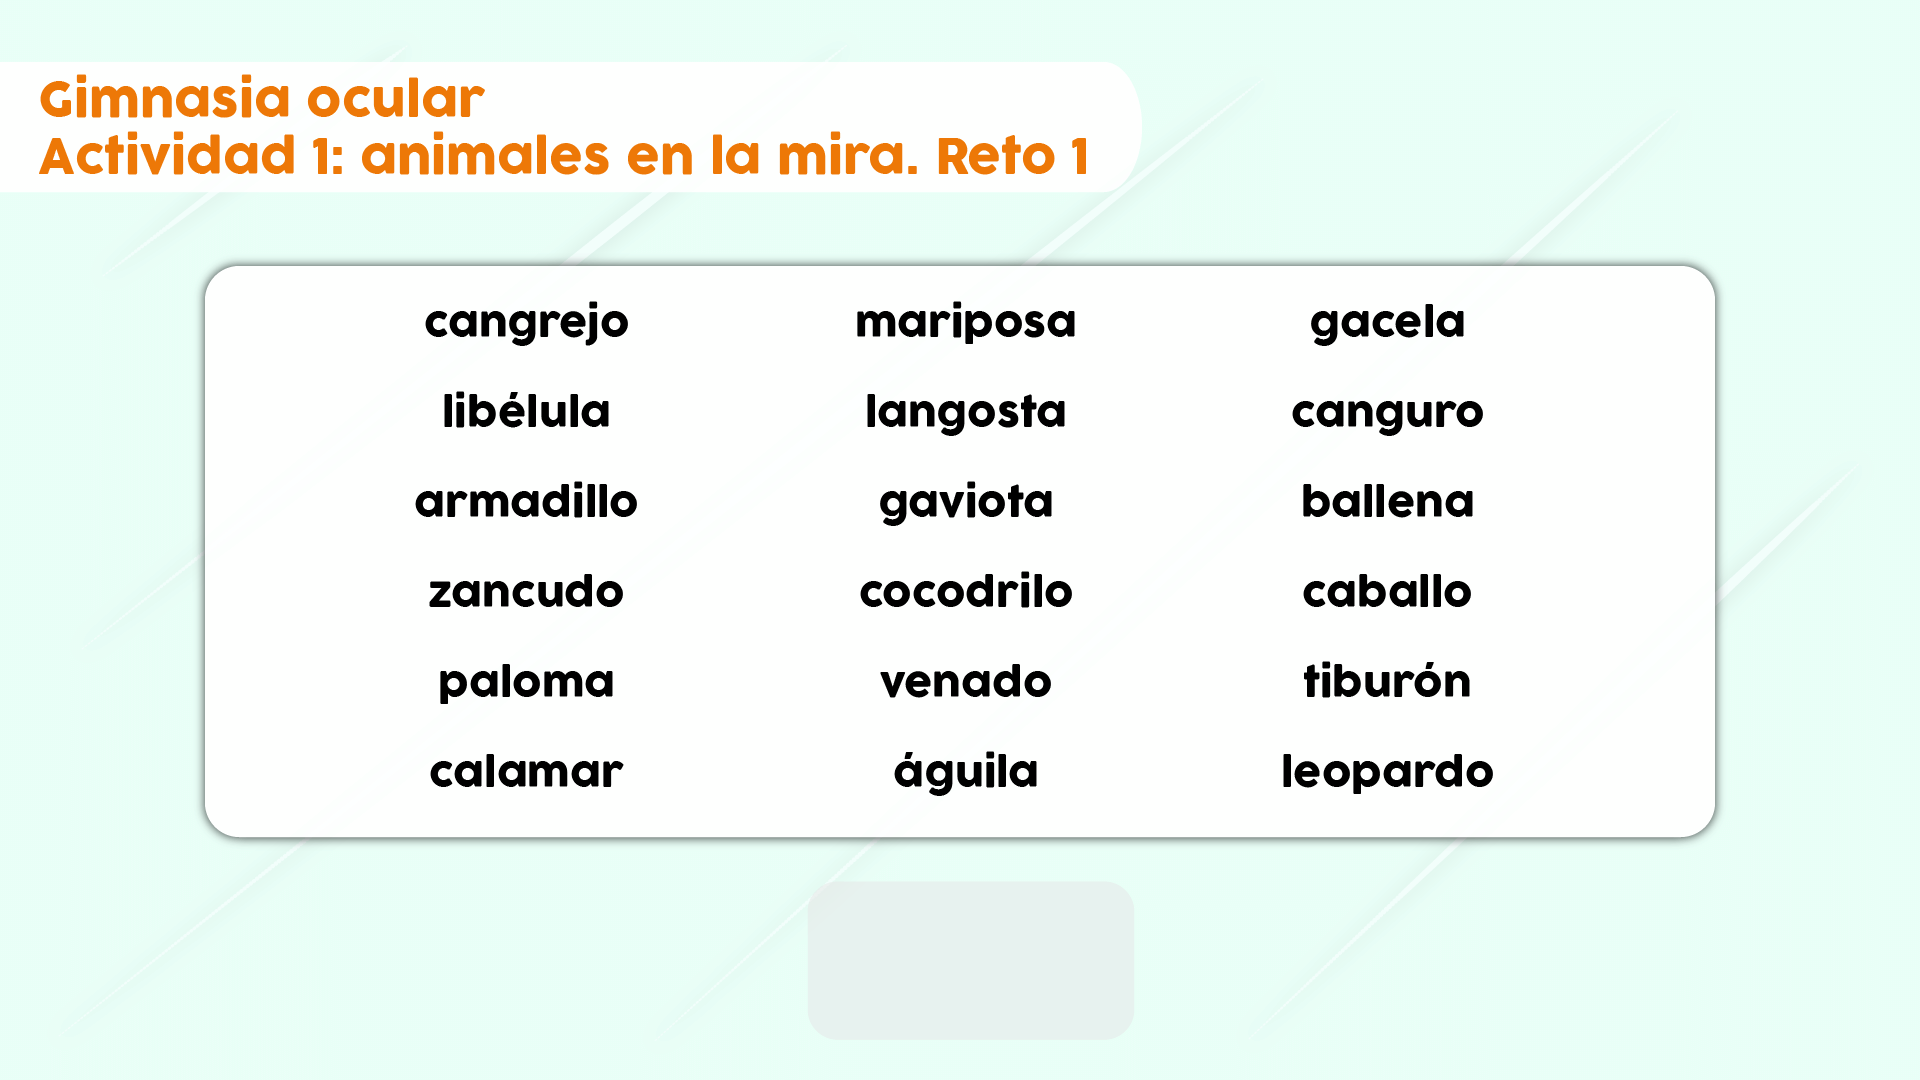 Gimnasia ocular
Actividad 1: animales en la mira. Reto 1
cangrejo mariposa gacela
libélula langosta canguro
armadillo gaviota ballena
zancudo cocodrilo caballo
paloma venado tiburón
calamar águila leopardo